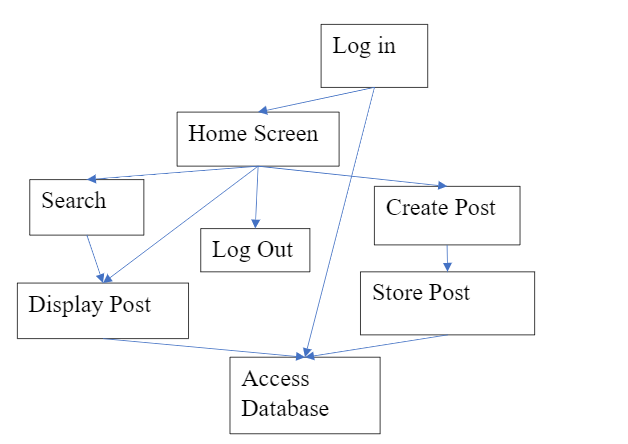 Log in
Home Screen
Search
Create Post
Log Out
Display Post
Store Post
Access
Database